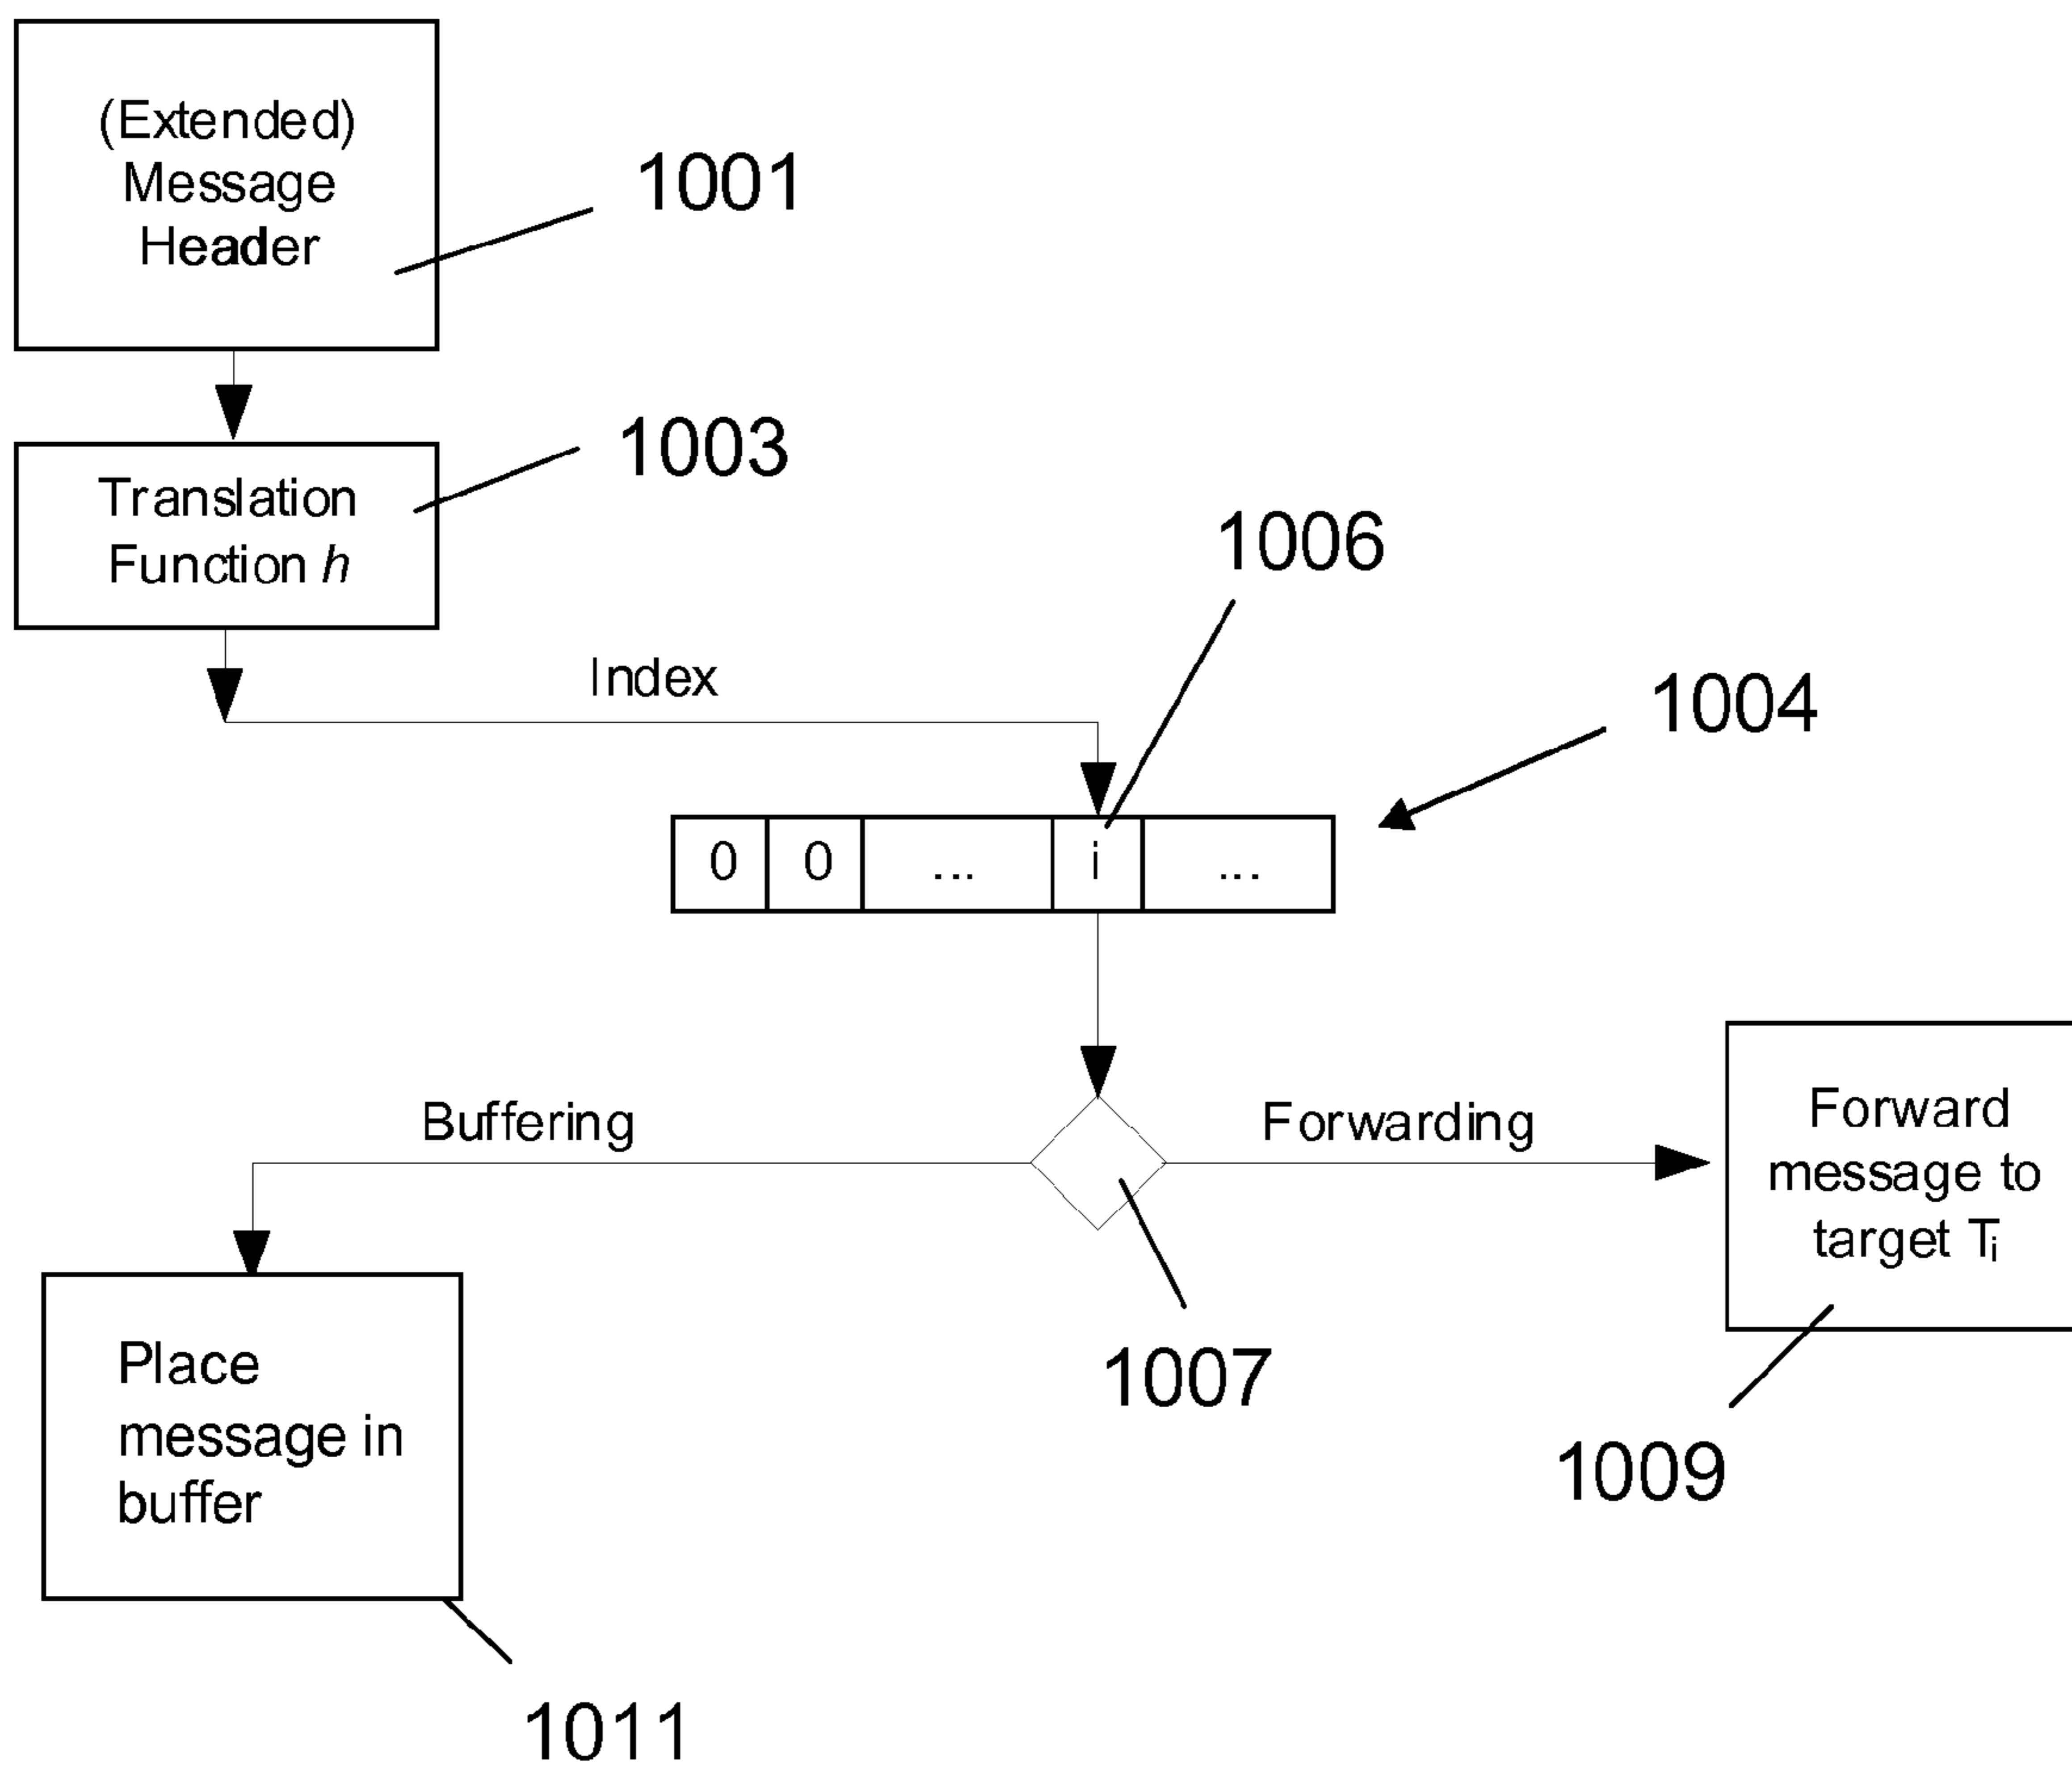 (Extended)
Message
Header
1001
Translation
Function h
1003
Index
1006
1004
0 0 ... i ...
Buffering
Forwarding
Forward
message to
target Ti
1007
1009
Place
message in
buffer
1011